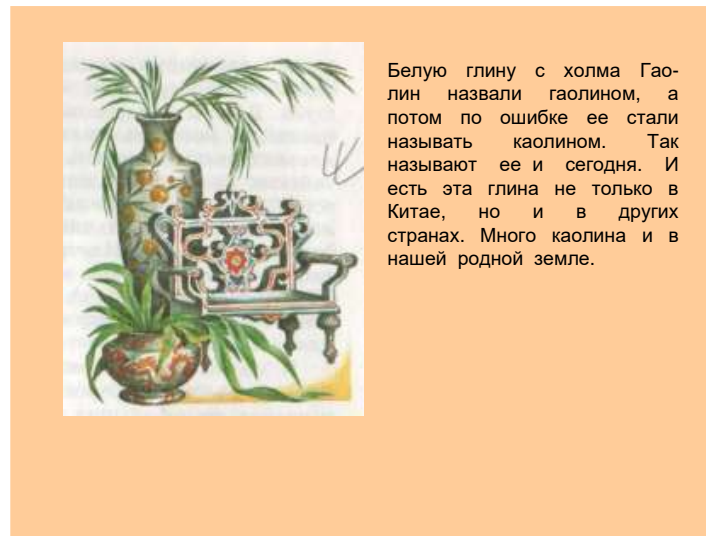 Белую глину с холма Гао-
лин назвали гаолином, а
потом по ошибке ее стали
называть каолином. Так
называют ее и сегодня. И
есть эта глина не только в
Китае, но и в других
странах. Много каолина и в
нашей родной земле.